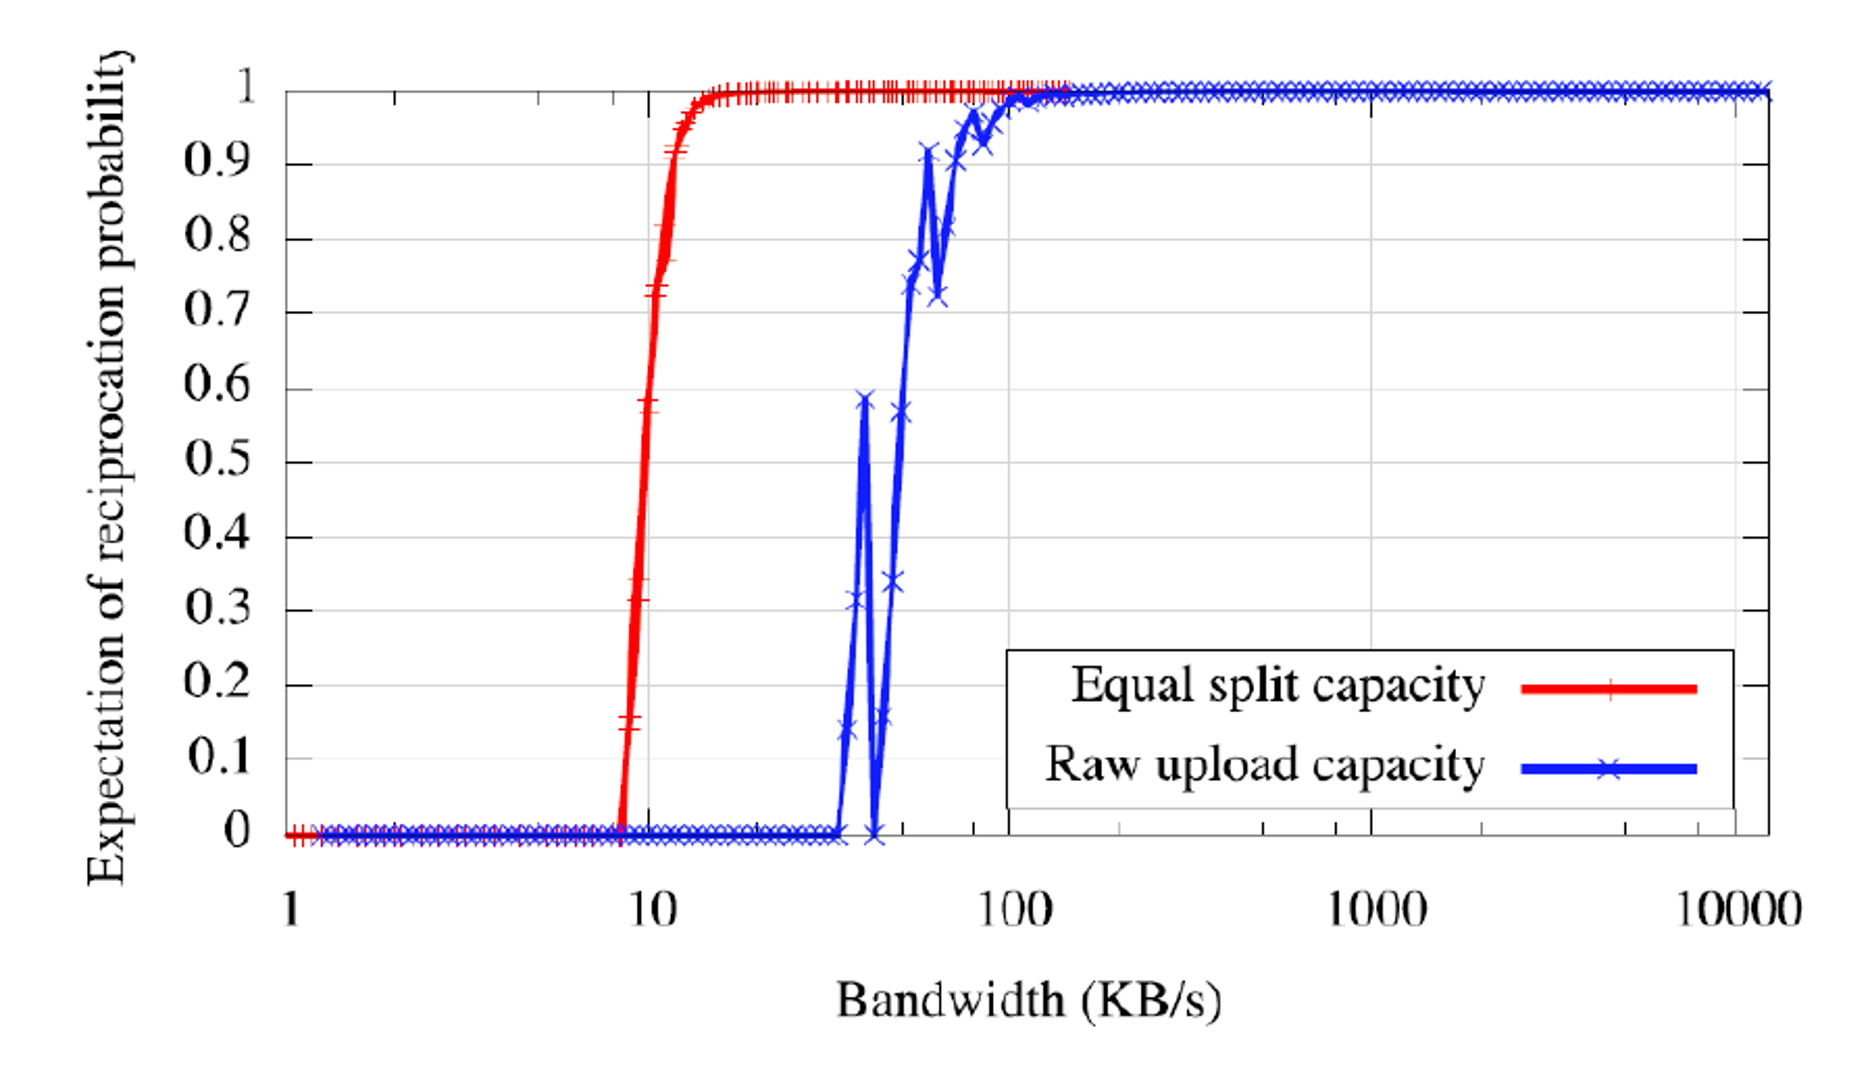 Expectation of reciprocation probability
1
0.9
0.8
0.7
0.6
0.5
0.4
0.3
0.2
0.1
0
Equal split capacity
Raw upload capacity
1 10 100 1000 10000
Bandwidth (KB/s)